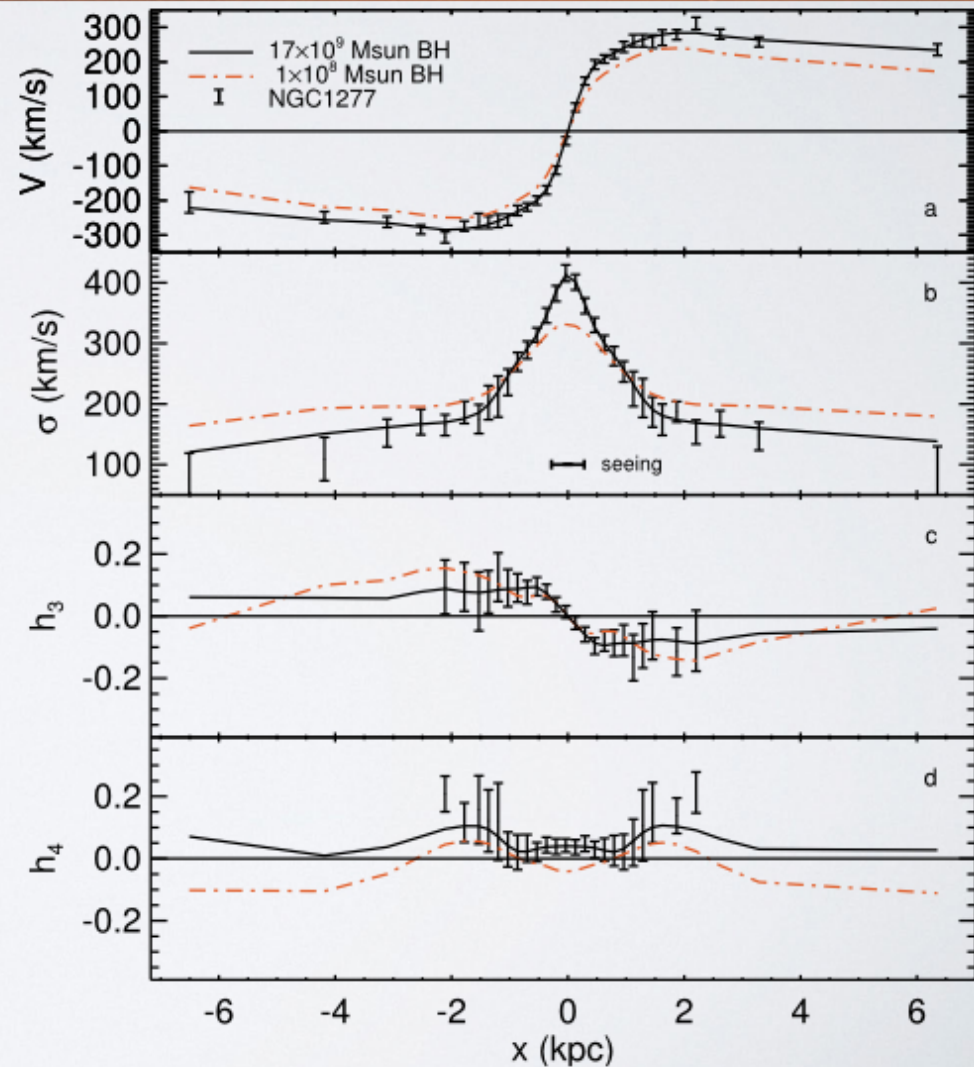 300
200
100
0
-100
-200
-300
V (km/s)
17×10⁹ Msun BH
1×10⁸ Msun BH
NGC1277
a
400
300
200
100
σ (km/s)
b
seeing
0.2
0.0
-0.2
h₃
c
0.2
0.0
-0.2
h₄
d
-6 -4 -2 0 2 4 6
x (kpc)